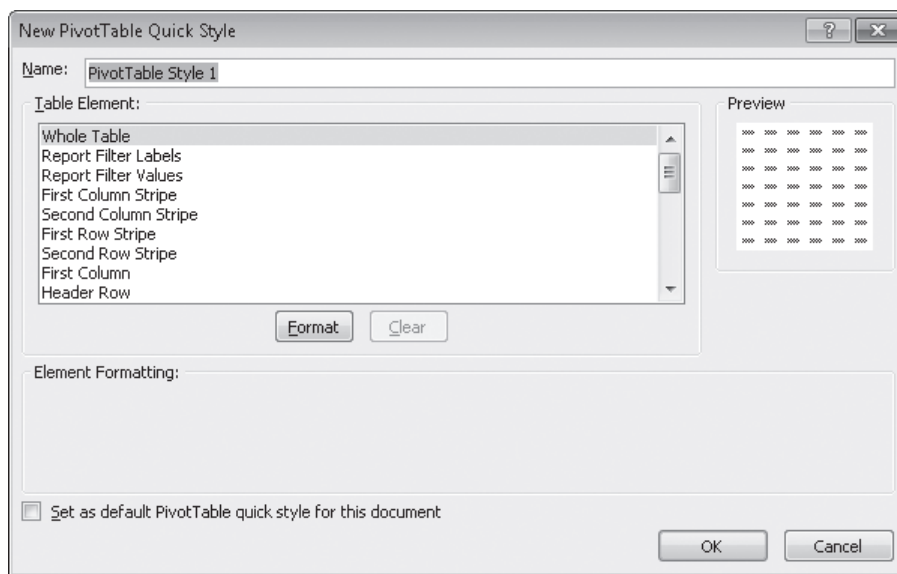 New PivotTable Quick Style
Name: PivotTable Style 1
Table Element:
Preview
Whole Table
Report Filter Labels
Report Filter Values
First Column Stripe
Second Column Stripe
First Row Stripe
Second Row Stripe
First Column
Header Row
Format Clear
Element Formatting:
Set as default PivotTable quick style for this document
OK Cancel